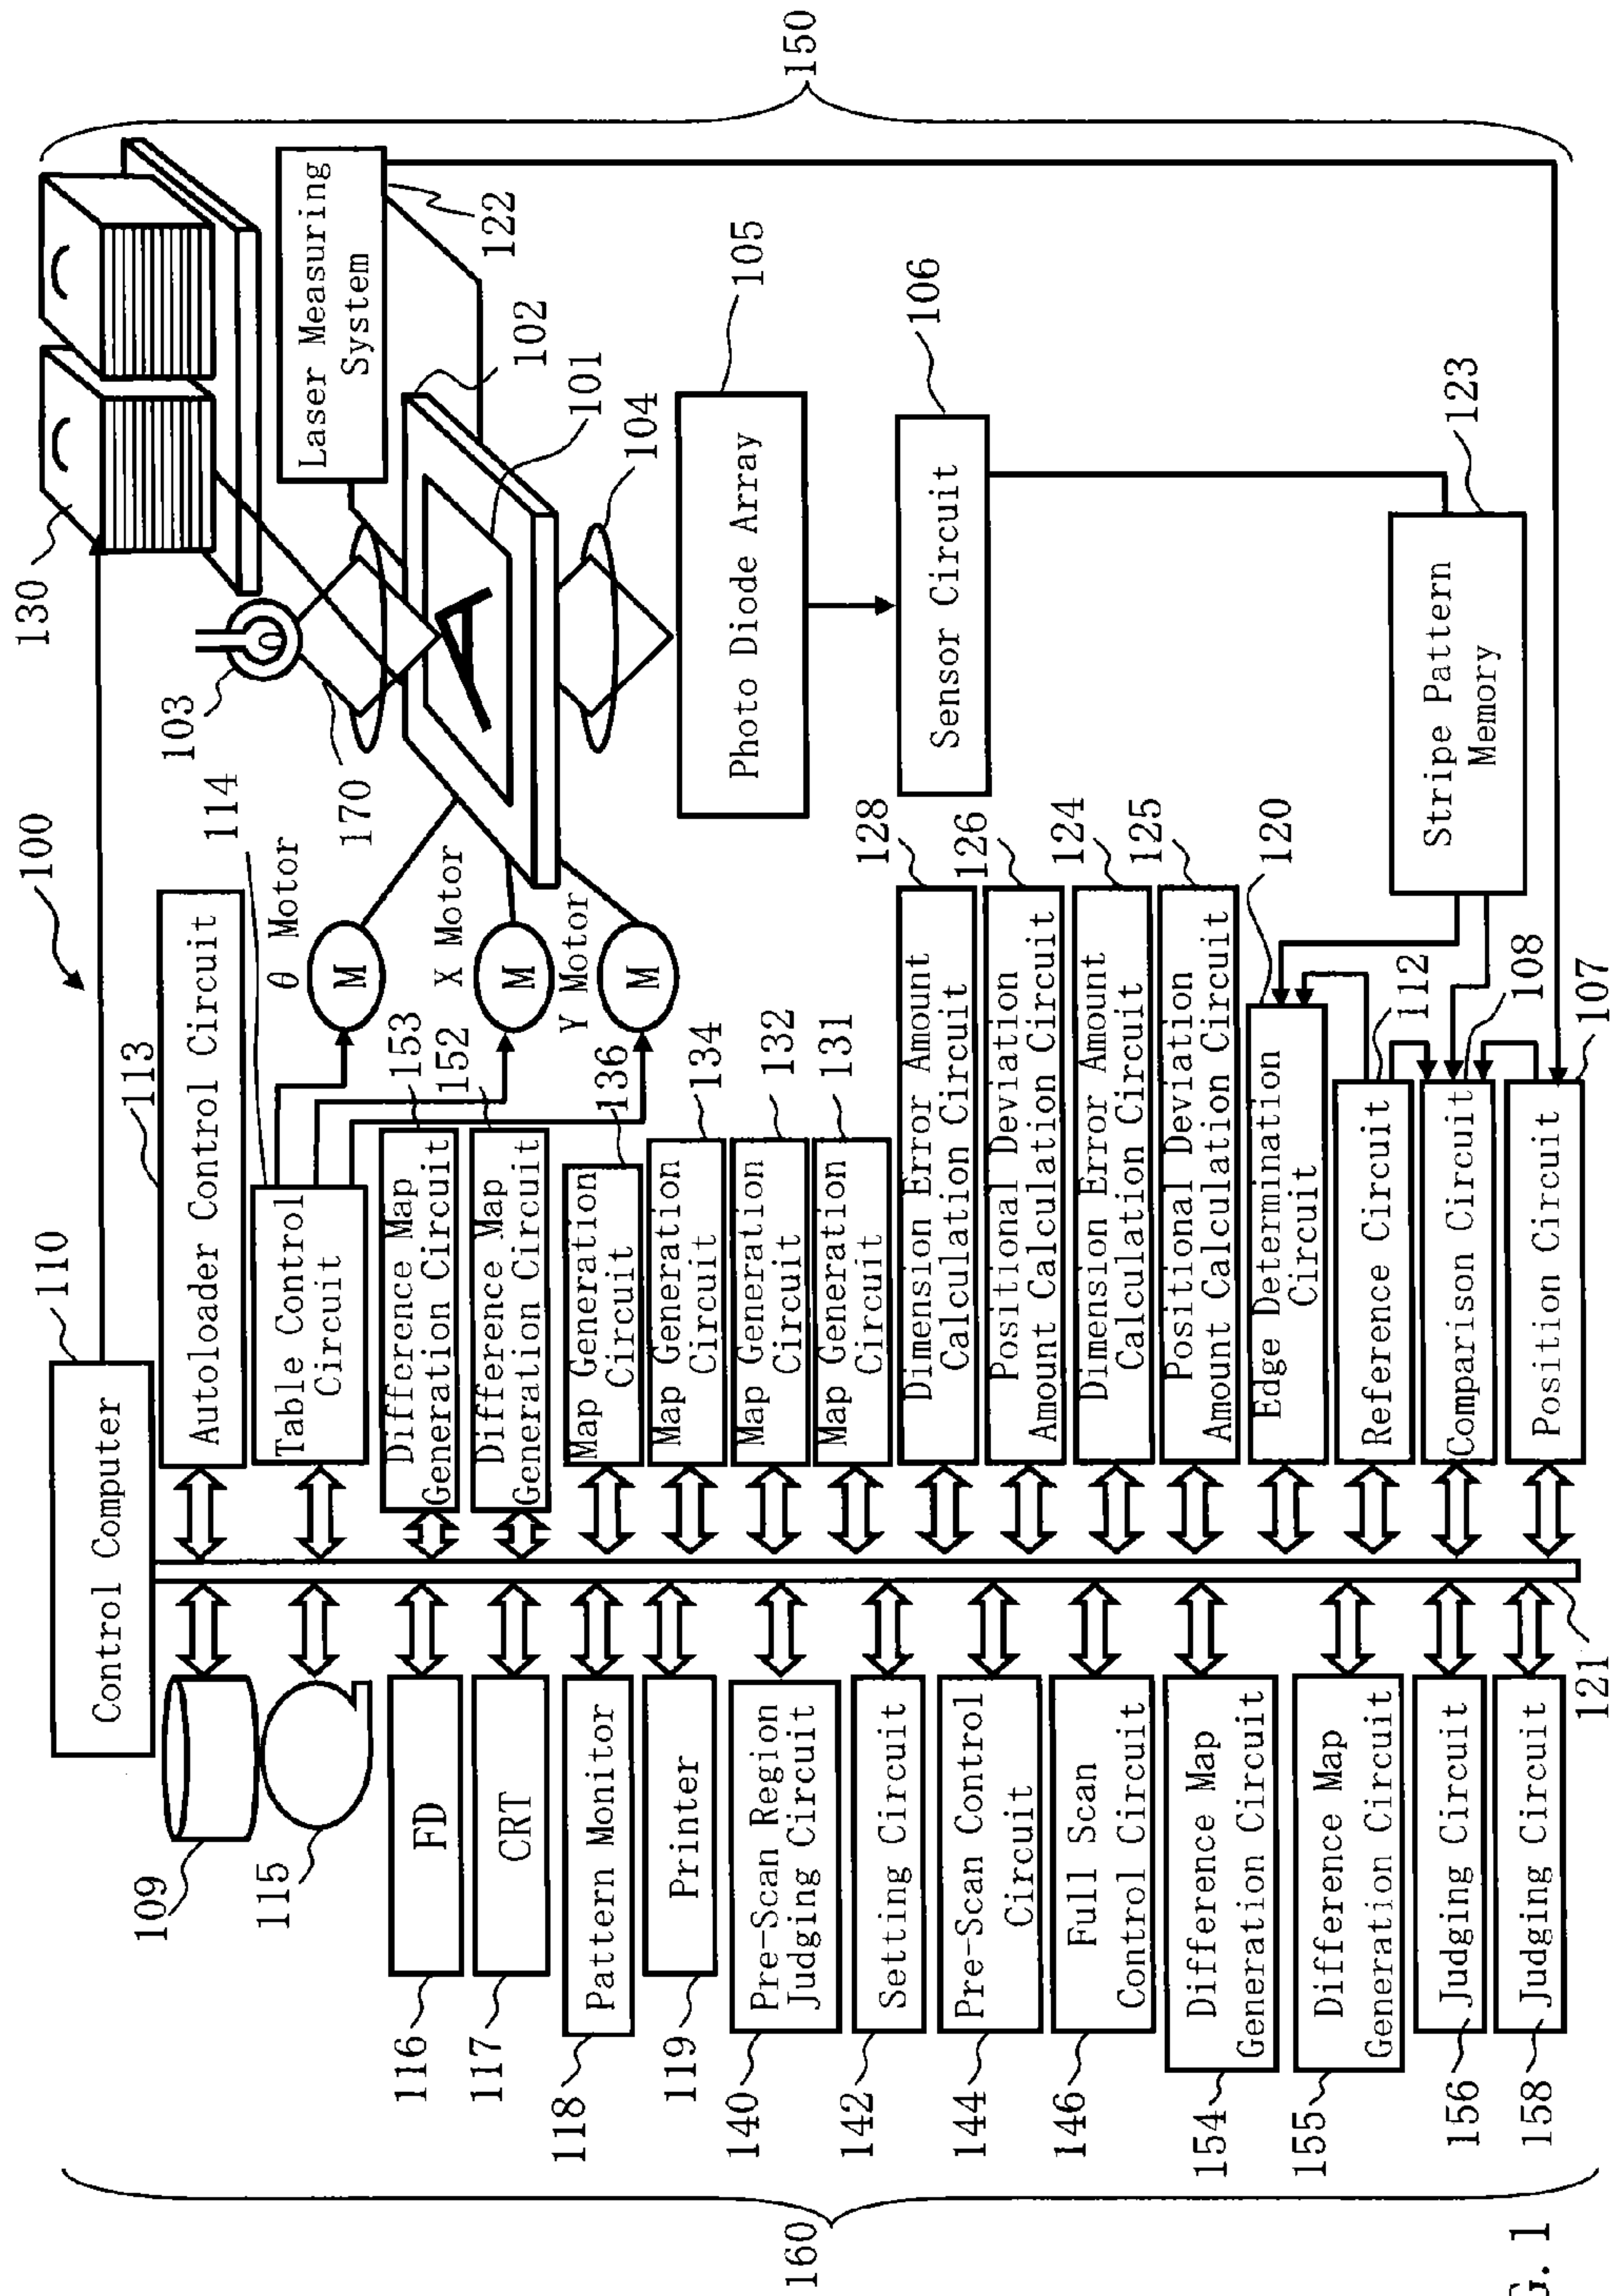 100
150
110
Control Computer
113
Autoloader Control Circuit
114
Table Control
Circuit
153
Difference Map
Generation Circuit
152
Difference Map
Generation Circuit
136
Map Generation
Circuit
134
Map Generation
Circuit
132
Map Generation
Circuit
131
Map Generation
Circuit
128
Dimension Error Amount
Calculation Circuit
126
Positional Deviation
Amount Calculation Circuit
124
Dimension Error Amount
Calculation Circuit
125
Positional Deviation
Amount Calculation Circuit
120
Edge Determination
Circuit
112
Reference Circuit
108
Comparison Circuit
107
Position Circuit
130
103
170
θ Motor
M
X Motor
M
Y Motor
M
Laser Measuring
System
122
102
101
104
105
Photo Diode Array
106
Sensor Circuit
123
Stripe Pattern
Memory
109
115
116
FD
117
CRT
118
Pattern Monitor
119
Printer
140
Pre-Scan Region
Judging Circuit
142
Setting Circuit
144
Pre-Scan Control
Circuit
146
Full Scan
Control Circuit
154
Difference Map
Generation Circuit
155
Difference Map
Generation Circuit
156
Judging Circuit
158
Judging Circuit
121
160
G. 1